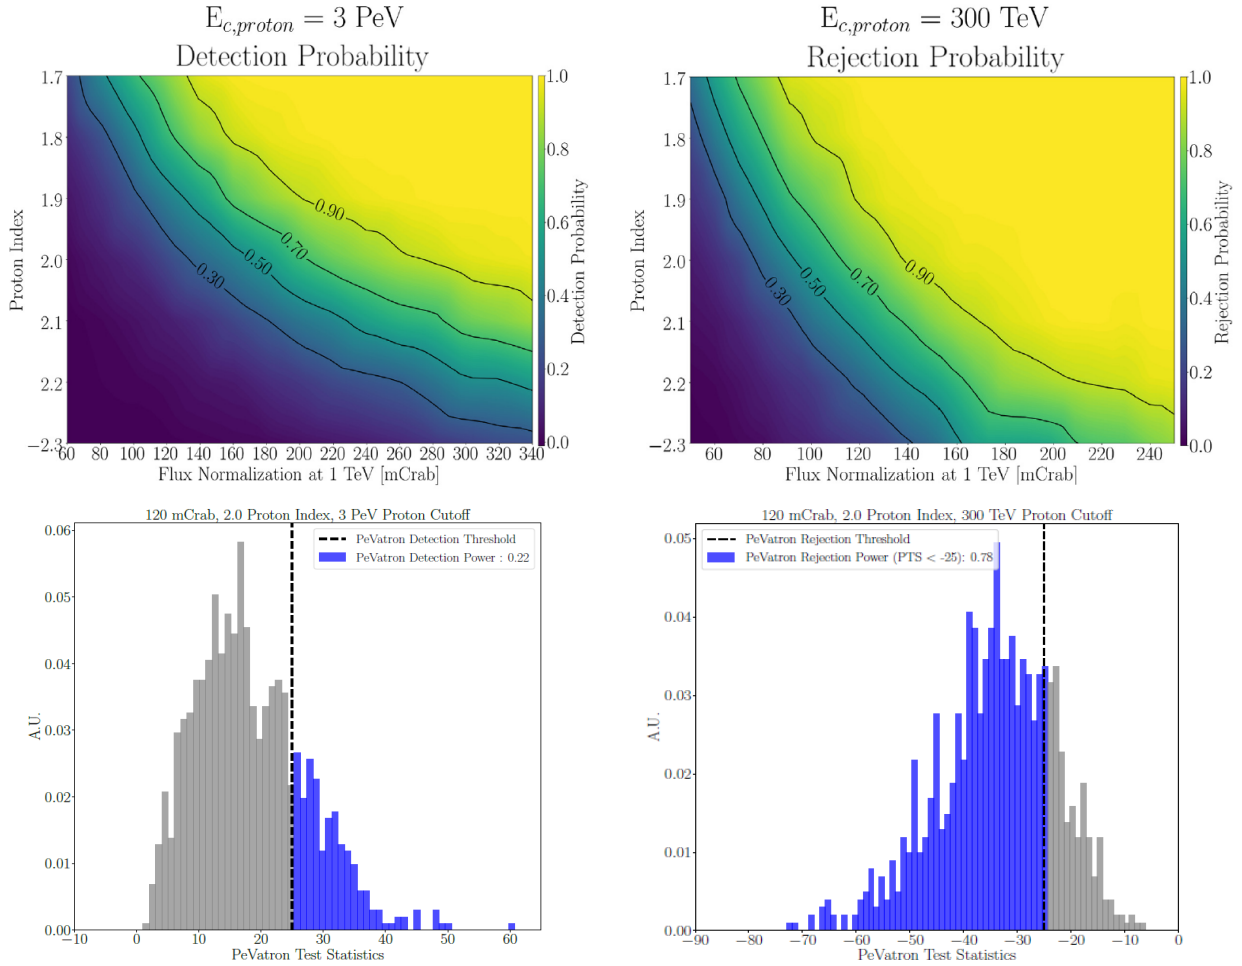 E_{c,proton} = 3 PeV
Detection Probability
1.7
1.8
1.9
2.0
2.1
2.2
−2.3
Proton Index
0.90
0.70
0.50
0.30
60 80 100 120 140 160 180 200 220 240 260 280 300 320 340
Flux Normalization at 1 TeV [mCrab]
1.0
0.8
0.6
0.4
0.2
0.0
Detection Probability
E_{c,proton} = 300 TeV
Rejection Probability
1.7
1.8
1.9
2.0
2.1
2.2
2.3
Proton Index
0.90
0.70
0.50
0.30
60 80 100 120 140 160 180 200 220 240
Flux Normalization at 1 TeV [mCrab]
1.0
0.8
0.6
0.4
0.2
0.0
Rejection Probability
120 mCrab, 2.0 Proton Index, 3 PeV Proton Cutoff
PeVatron Detection Threshold
PeVatron Detection Power : 0.22
0.06
0.05
0.04
0.03
0.02
0.01
0.00
A.U.
−10 0 10 20 30 40 50 60
PeVatron Test Statistics
120 mCrab, 2.0 Proton Index, 300 TeV Proton Cutoff
PeVatron Rejection Threshold
PeVatron Rejection Power (PTS < -25): 0.78
0.05
0.04
0.03
0.02
0.01
0.00
A.U.
−90 −80 −70 −60 −50 −40 −30 −20 −10 0
PeVatron Test Statistics